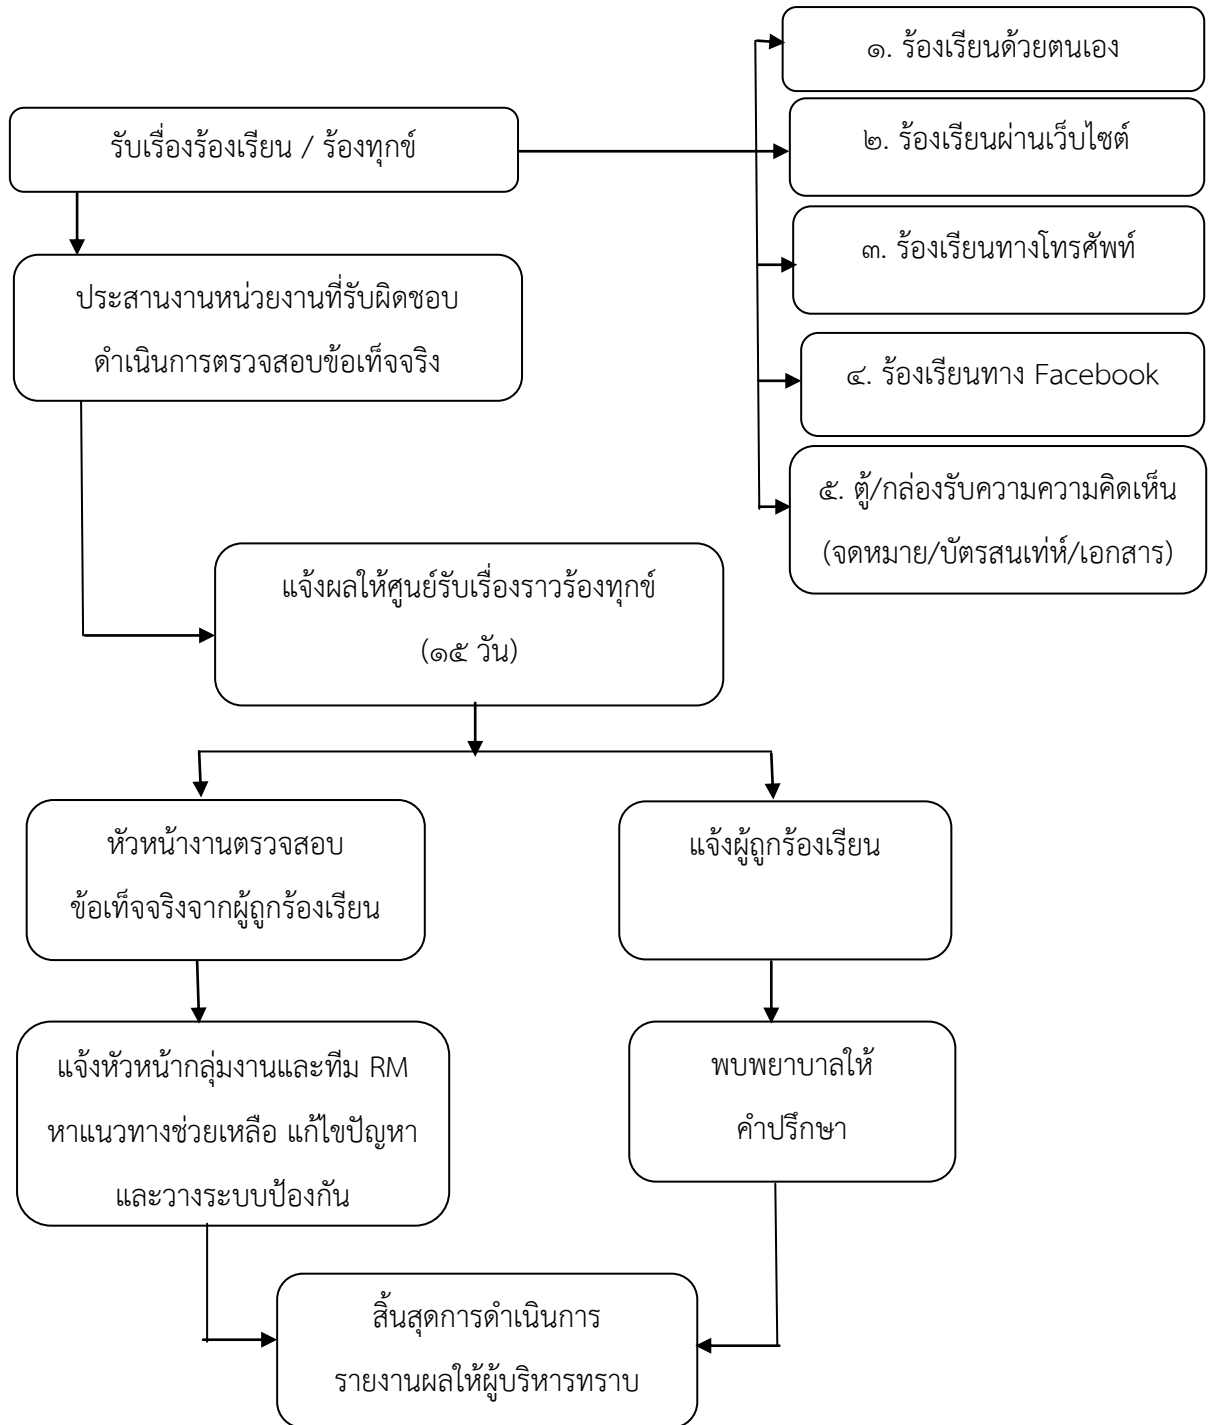 ๑. ร้องเรียนด้วยตนเอง
รับเรื่องร้องเรียน / ร้องทุกข์
๒. ร้องเรียนผ่านเว็บไซต์
๓. ร้องเรียนทางโทรศัพท์
ประสานงานหน่วยงานที่รับผิดชอบ
ดำเนินการตรวจสอบข้อเท็จจริง
๔. ร้องเรียนทาง Facebook
๕. ตู้/กล่องรับความความคิดเห็น
(จดหมาย/บัตรสนเท่ห์/เอกสาร)
แจ้งผลให้ศูนย์รับเรื่องราวร้องทุกข์
(๑๕ วัน)
หัวหน้างานตรวจสอบ
ข้อเท็จจริงจากผู้ถูกร้องเรียน
แจ้งผู้ถูกร้องเรียน
แจ้งหัวหน้ากลุ่มงานและทีม RM
หาแนวทางช่วยเหลือ แก้ไขปัญหา
และวางระบบป้องกัน
พบพยาบาลให้
คำปรึกษา
สิ้นสุดการดำเนินการ
รายงานผลให้ผู้บริหารทราบ